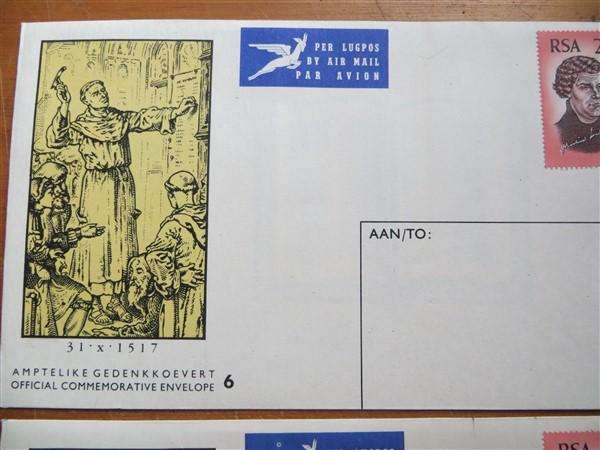 PER LUGPOS
BY AIR MAIL
PAR AVION
RSA 2
AAN/TO:
31·x·1517
AMPTELIKE GEDENKKOEVERT
OFFICIAL COMMEMORATIVE ENVELOPE 6
RSA